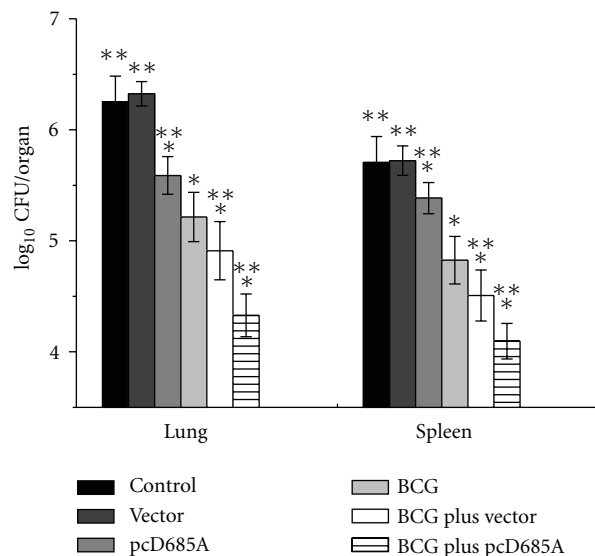 log10 CFU/organ
7
6
5
4
** ** ** * * ** * ** *
** ** ** * * ** * ** *
Lung
Spleen
Control
Vector
pcD685A
BCG
BCG plus vector
BCG plus pcD685A